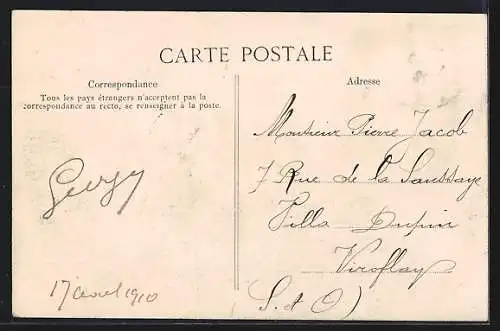 CARTE POSTALE
Correspondance
Tous les pays étrangers n'acceptent pas la
correspondance au recto, se renseigner à la poste.
Adresse
Monsieur Pierre Jacob
7 Rue de la Saussaye
Villa Dupin
Viroflay
S. et O)
17 aout 1910